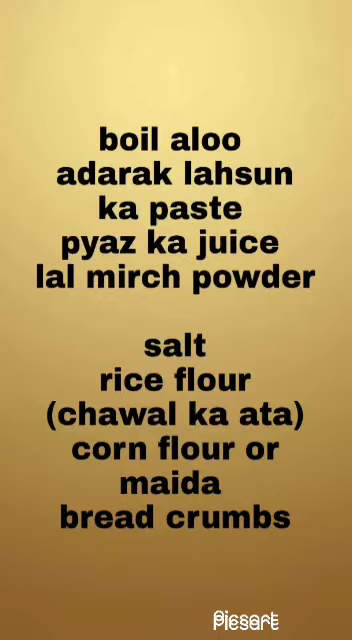 boil aloo
adarak lahsun
ka paste
pyaz ka juice
lal mirch powder
salt
rice flour
(chawal ka ata)
corn flour or
maida
bread crumbs
Picsart